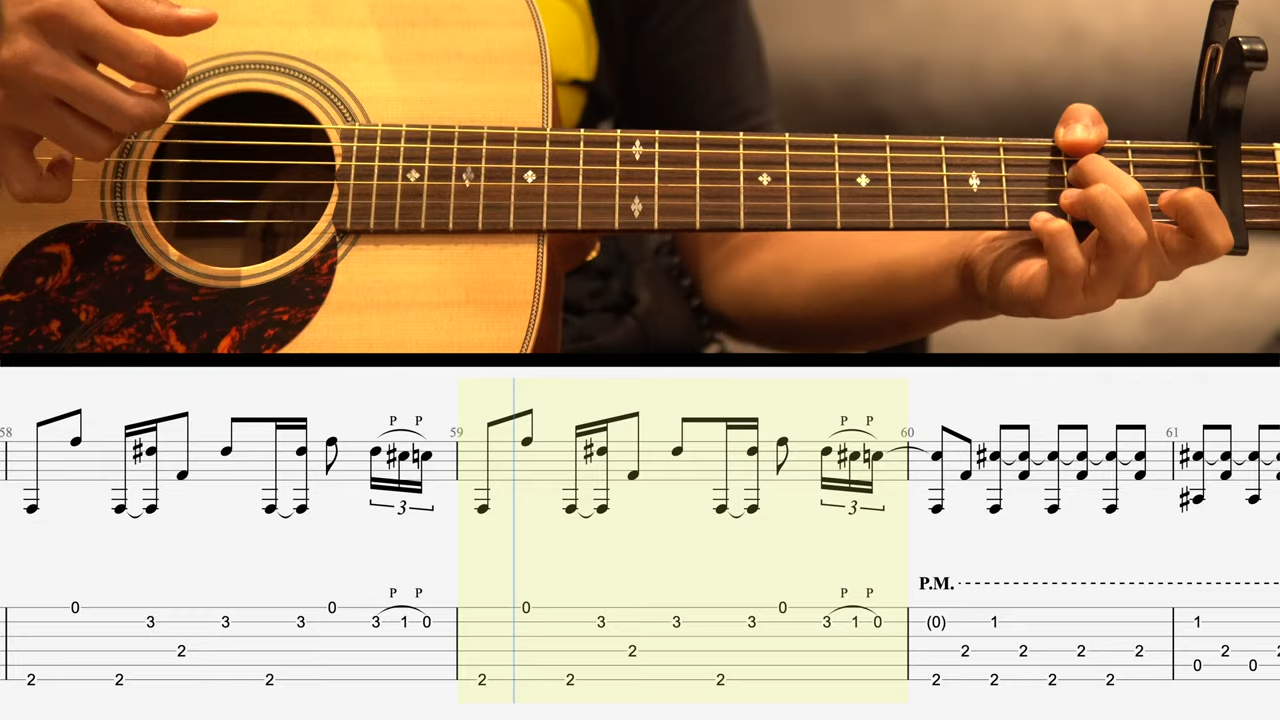 P P P P
58 59 60 61
3 3
P P P P P.M.
0 0 0 0
3 3 3 3 1 0 3 3 3 3 1 0 (0) 1 1
2 2 2 2 2 2 2
0 0
2 2 2 2 2 2 2 2 2 2